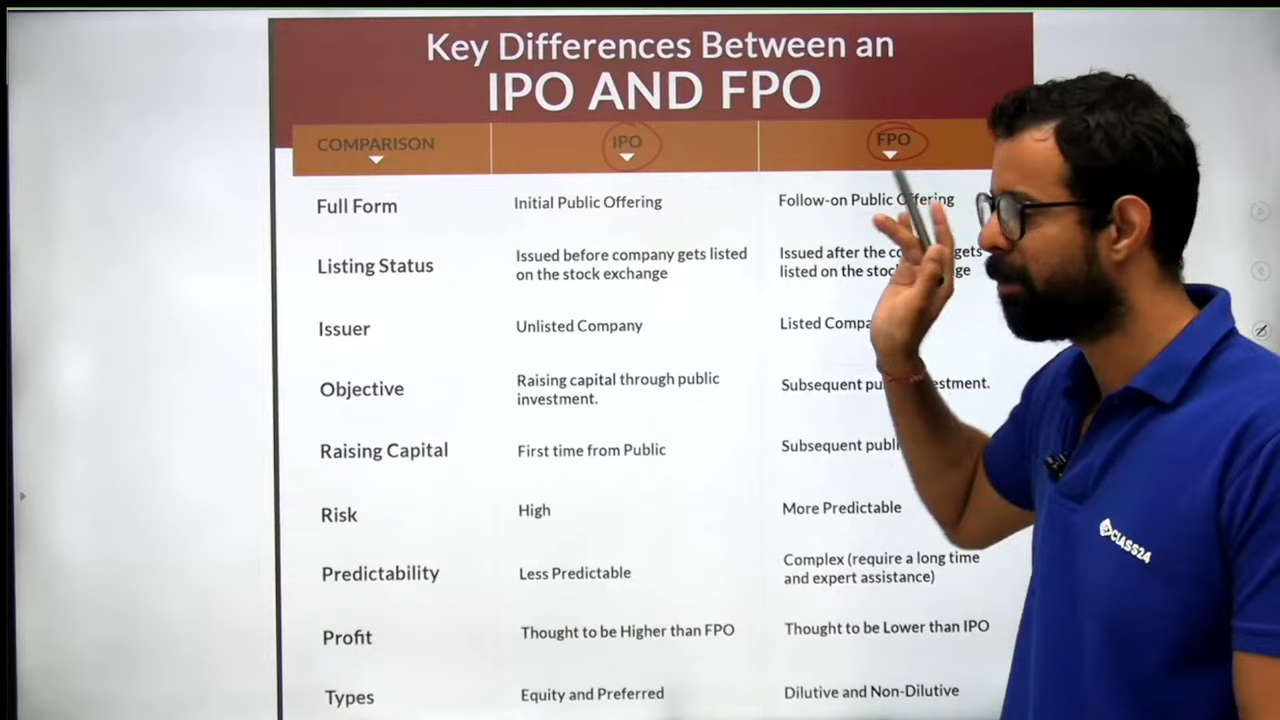 Key Differences Between an
IPO AND FPO
COMPARISON IPO FPO
Full Form Initial Public Offering Follow-on Public Offering
Listing Status Issued before company gets listed on the stock exchange Issued after the gets listed on the
Issuer Unlisted Company Listed
Objective Raising capital through public investment. Subsequent
Raising Capital First time from Public Subsequent
Risk High More Predictable
Predictability Less Predictable Complex (require a long time and expert assistance)
Profit Thought to be Higher than FPO Thought to be Lower than IPO
Types Equity and Preferred Dilutive and Non-Dilutive
CLASS24